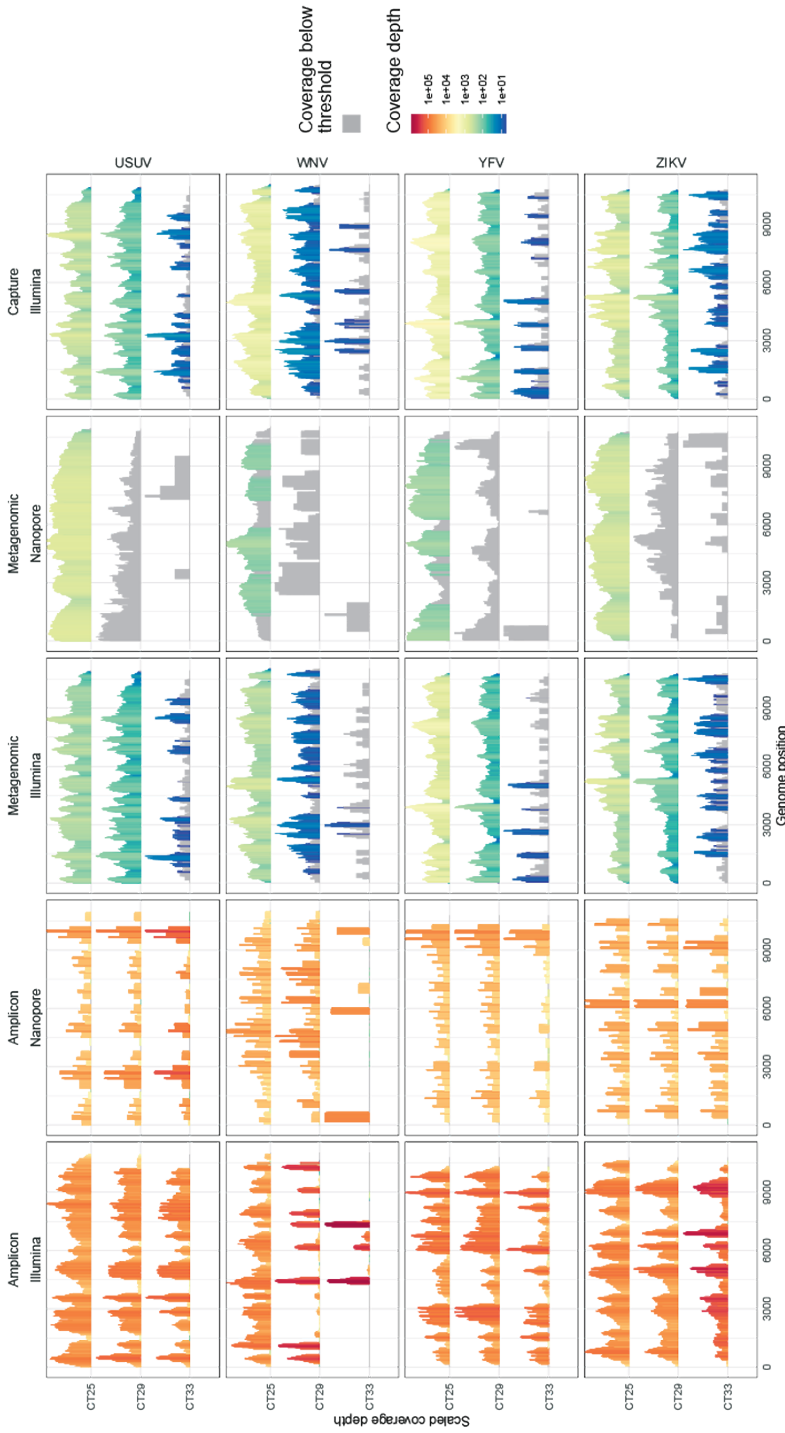 Amplicon
Illumina
Amplicon
Nanopore
Metagenomic
Illumina
Metagenomic
Nanopore
Capture
Illumina
Scaled coverage depth
CT25
CT29
CT33
USUV
CT25
CT29
CT33
WNV
CT25
CT29
CT33
YFV
CT25
CT29
CT33
ZIKV
0 3000 6000 9000
0 3000 6000 9000
0 3000 6000 9000
0 3000 6000 9000
0 3000 6000 9000
Genome position
Coverage below
threshold
Coverage depth
1e+05
1e+04
1e+03
1e+02
1e+01